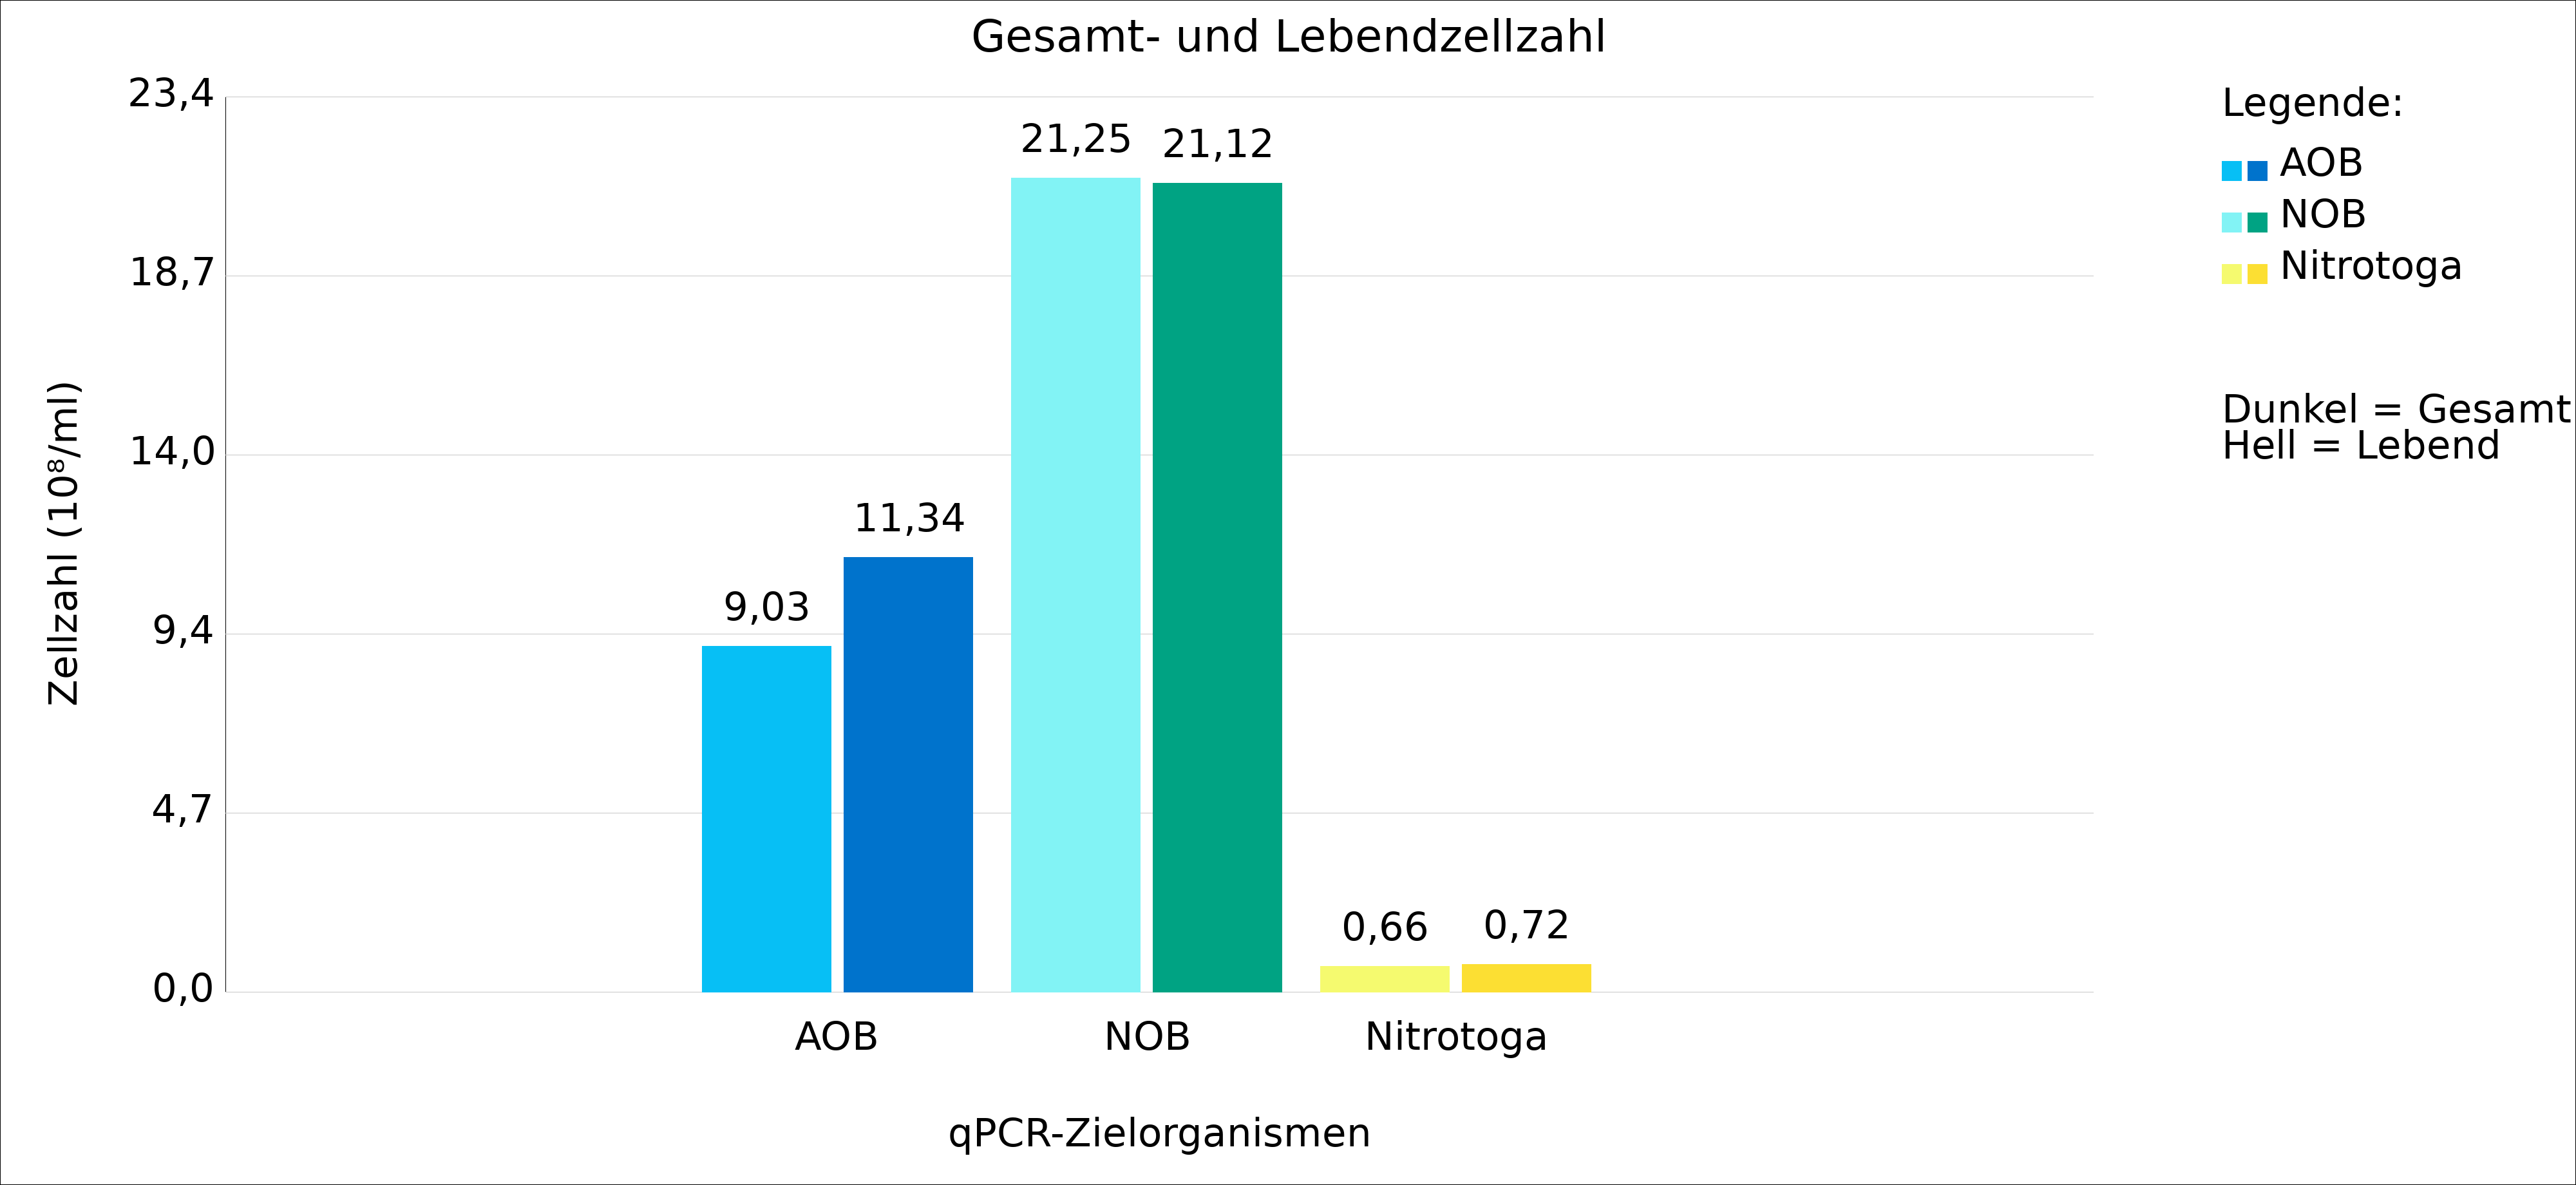 Gesamt- und Lebendzellzahl
Zellzahl (10⁸/ml)
23,4
18,7
14,0
9,4
4,7
0,0
9,03
11,34
21,25
21,12
0,66
0,72
AOB
NOB
Nitrotoga
qPCR-Zielorganismen
Legende:
AOB
NOB
Nitrotoga
Dunkel = Gesamt
Hell = Lebend